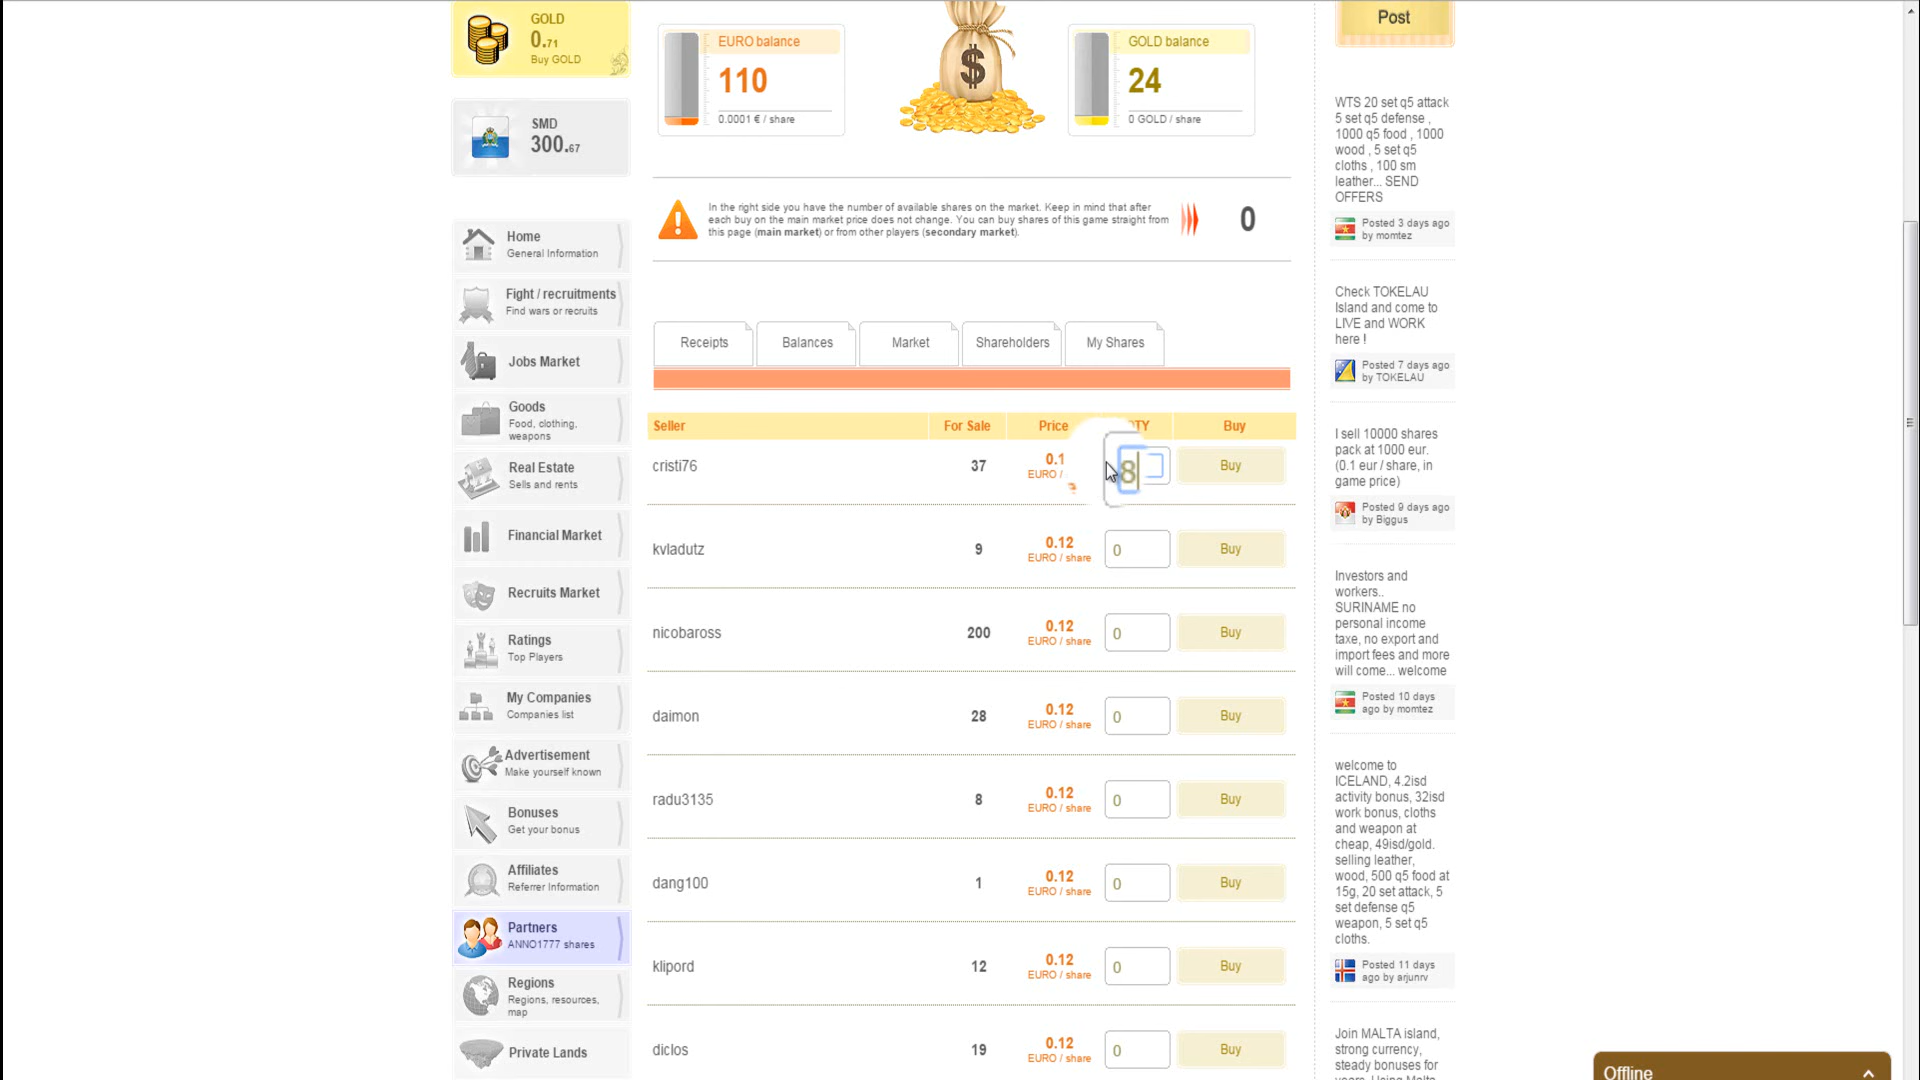 GOLD
0.71
Buy GOLD
SMD
300.67
Home
General Information
Fight / recruitments
Find wars or recruits
Jobs Market
Goods
Food, clothing,
weapons
Real Estate
Sells and rents
Financial Market
Recruits Market
Ratings
Top Players
My Companies
Companies list
Advertisement
Make yourself known
Bonuses
Get your bonus
Affiliates
Referrer Information
Partners
ANNO1777 shares
Regions
Regions, resources,
map
Private Lands
EURO balance
110
0.0001 € / share
$
GOLD balance
24
0 GOLD / share
In the right side you have the number of available shares on the market. Keep in mind that after
each buy on the main market price does not change. You can buy shares of this game straight from
this page (main market) or from other players (secondary market).
0
Receipts
Balances
Market
Shareholders
My Shares
Seller For Sale Price TY Buy
cristi76 37 0.1 8 Buy
EURO /
kvladutz 9 0.12 0 Buy
EURO / share
nicobaross 200 0.12 0 Buy
EURO / share
daimon 28 0.12 0 Buy
EURO / share
radu3135 8 0.12 0 Buy
EURO / share
dang100 1 0.12 0 Buy
EURO / share
klipord 12 0.12 0 Buy
EURO / share
diclos 19 0.12 0 Buy
EURO / share
Post
WTS 20 set q5 attack
5 set q5 defense ,
1000 q5 food , 1000
wood , 5 set q5
cloths , 100 sm
leather... SEND
OFFERS
Posted 3 days ago
by momtez
Check TOKELAU
Island and come to
LIVE and WORK
here !
Posted 7 days ago
by TOKELAU
I sell 10000 shares
pack at 1000 eur.
(0.1 eur / share, in
game price)
Posted 9 days ago
by Biggus
Investors and
workers..
SURINAME no
personal income
taxe, no export and
import fees and more
will come... welcome
Posted 10 days
ago by momtez
welcome to
ICELAND, 4.2isd
activity bonus, 32isd
work bonus, cloths
and weapon at
cheap, 49isd/gold.
selling leather,
wood, 500 q5 food at
15g, 20 set attack, 5
set defense q5
weapon, 5 set q5
cloths.
Posted 11 days
ago by arjunrv
Join MALTA island,
strong currency,
steady bonuses for
Offline